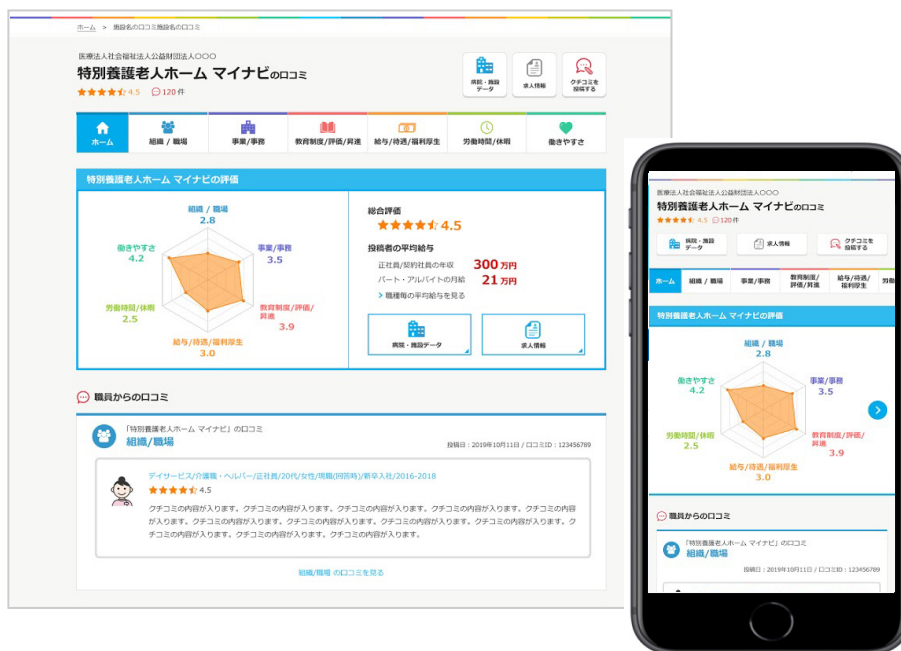 ホーム > 施設名の口コミ施設名の口コミ
医療法人社会福祉法人公益財団法人〇〇〇
特別養護老人ホーム マイナビの口コミ
4.5 120 件
病院・施設
データ
求人情報
クチコミを
投稿する
ホーム
組織 / 職場
事業/事務
教育制度/評価/昇進
給与/待遇/福利厚生
労働時間/休暇
働きやすさ
特別養護老人ホーム マイナビの評価
組織 / 職場
2.8
働きやすさ
4.2
事業/事務
3.5
労働時間/休暇
2.5
教育制度/評価/
昇進
3.9
給与/待遇/福利厚生
3.0
総合評価
4.5
投稿者の平均給与
正社員/契約社員の年収 300 万円
パート・アルバイトの月給 21 万円
> 職種毎の平均給与を見る
病院・施設データ
求人情報
職員からの口コミ
「特別養護老人ホーム マイナビ」の口コミ
組織/職場
投稿日：2019年10月11日 / 口コミID：123456789
デイサービス/介護職・ヘルパー/正社員/20代/女性/現職(回答時)/新卒入社/2016-2018
4.5
クチコミの内容が入ります。クチコミの内容が入ります。クチコミの内容が入ります。クチコミの内容が入ります。クチコミの内容
が入ります。クチコミの内容が入ります。クチコミの内容が入ります。クチコミの内容が入ります。クチコミの内容が入ります。ク
チコミの内容が入ります。クチコミの内容が入ります。クチコミの内容が入ります。
組織/職場 の口コミを見る
医療法人社会福祉法人公益財団法人〇〇〇
特別養護老人ホーム マイナビの口コミ
4.5 120件
病院・施設
データ
求人情報
クチコミを
投稿する
ホーム
組織 / 職場
事業/事務
教育制度/
評価/昇進
給与/待遇/
福利厚生
労働
特別養護老人ホーム マイナビの評価
組織 / 職場
2.8
働きやすさ
4.2
事業/事務
3.5
労働時間/休暇
2.5
教育制度/評価/
昇進
3.9
給与/待遇/福利厚生
3.0
職員からの口コミ
「特別養護老人ホーム マイナビ」の口コミ
組織/職場
投稿日：2019年10月11日 / 口コミID：123456789